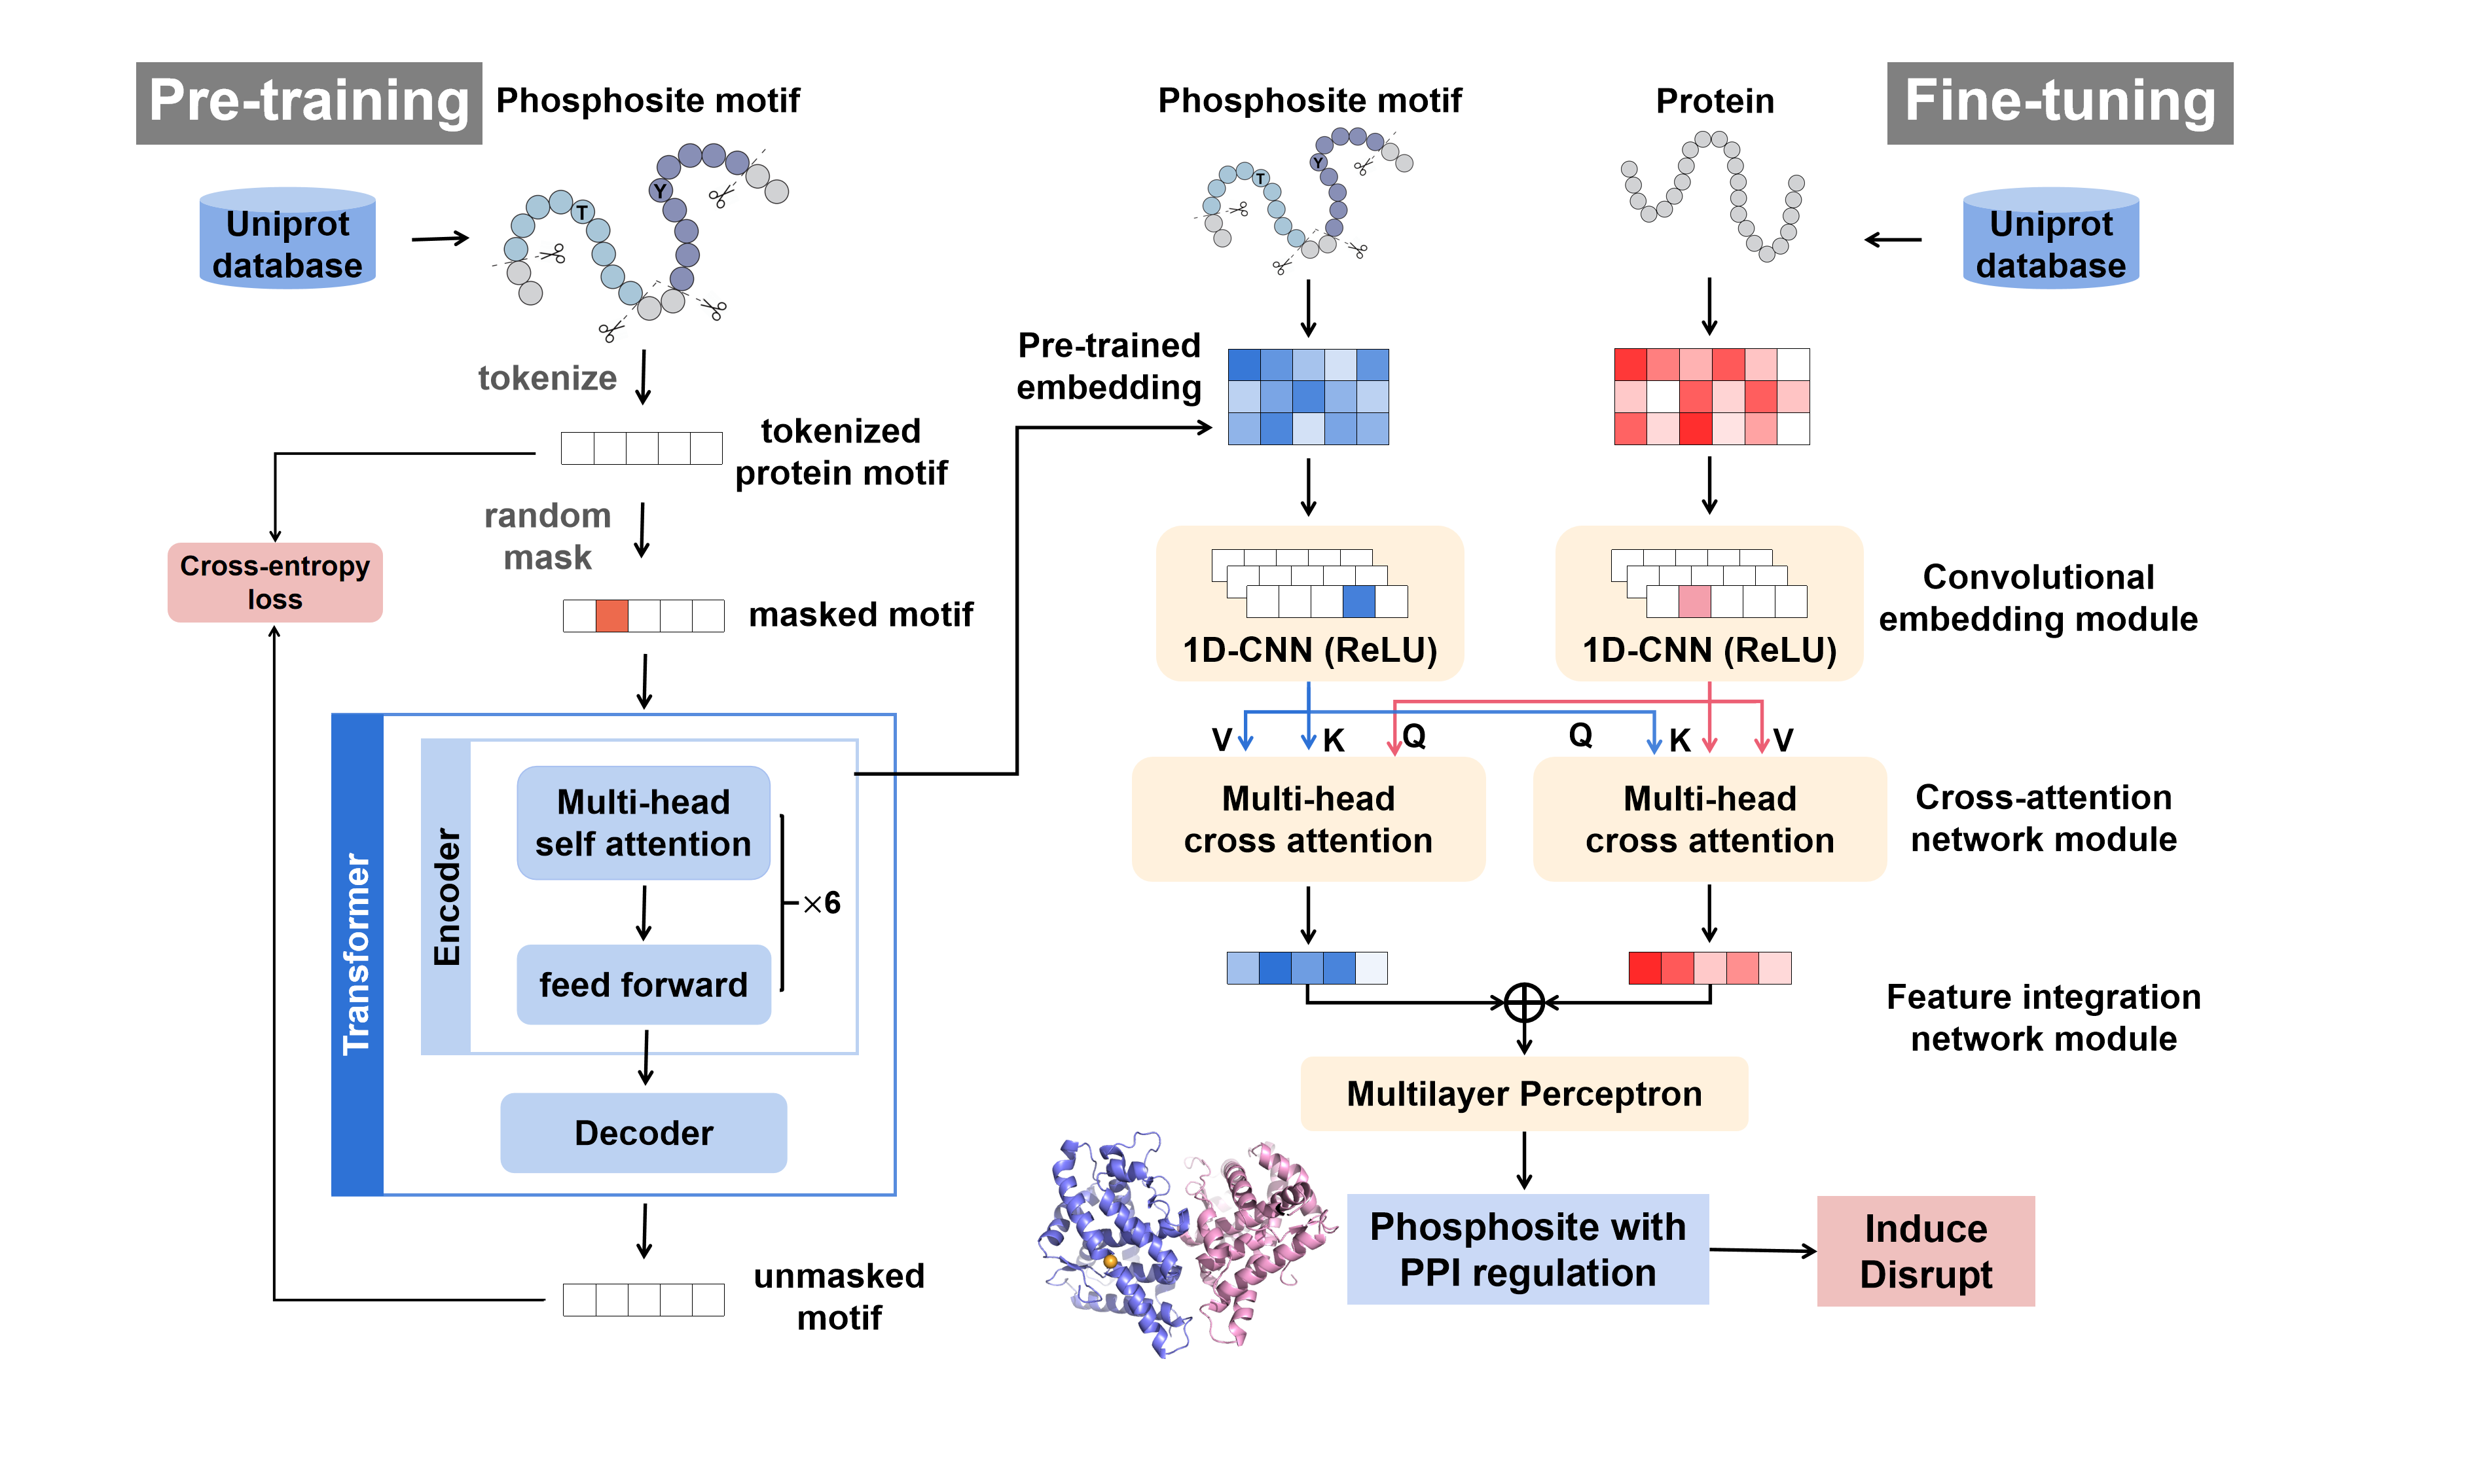 Pre-training
Phosphosite motif
Uniprot
database
T
Y
tokenize
tokenized
protein motif
random
mask
Cross-entropy
loss
masked motif
Transformer
Encoder
Multi-head
self attention
×6
feed forward
Decoder
unmasked
motif
Phosphosite motif
T
Y
Protein
Fine-tuning
Uniprot
database
Pre-trained
embedding
1D-CNN (ReLU)
1D-CNN (ReLU)
Convolutional
embedding module
V
K
Q
Q
K
V
Multi-head
cross attention
Multi-head
cross attention
Cross-attention
network module
Feature integration
network module
Multilayer Perceptron
Phosphosite with
PPI regulation
Induce
Disrupt